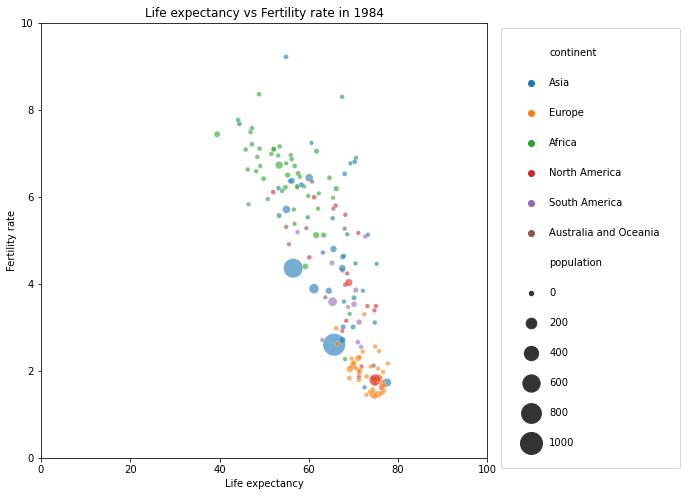 Life expectancy vs Fertility rate in 1984
10
8
6
4
2
0
Fertility rate
0 20 40 60 80 100
Life expectancy
continent
Asia
Europe
Africa
North America
South America
Australia and Oceania
population
0
200
400
600
800
1000